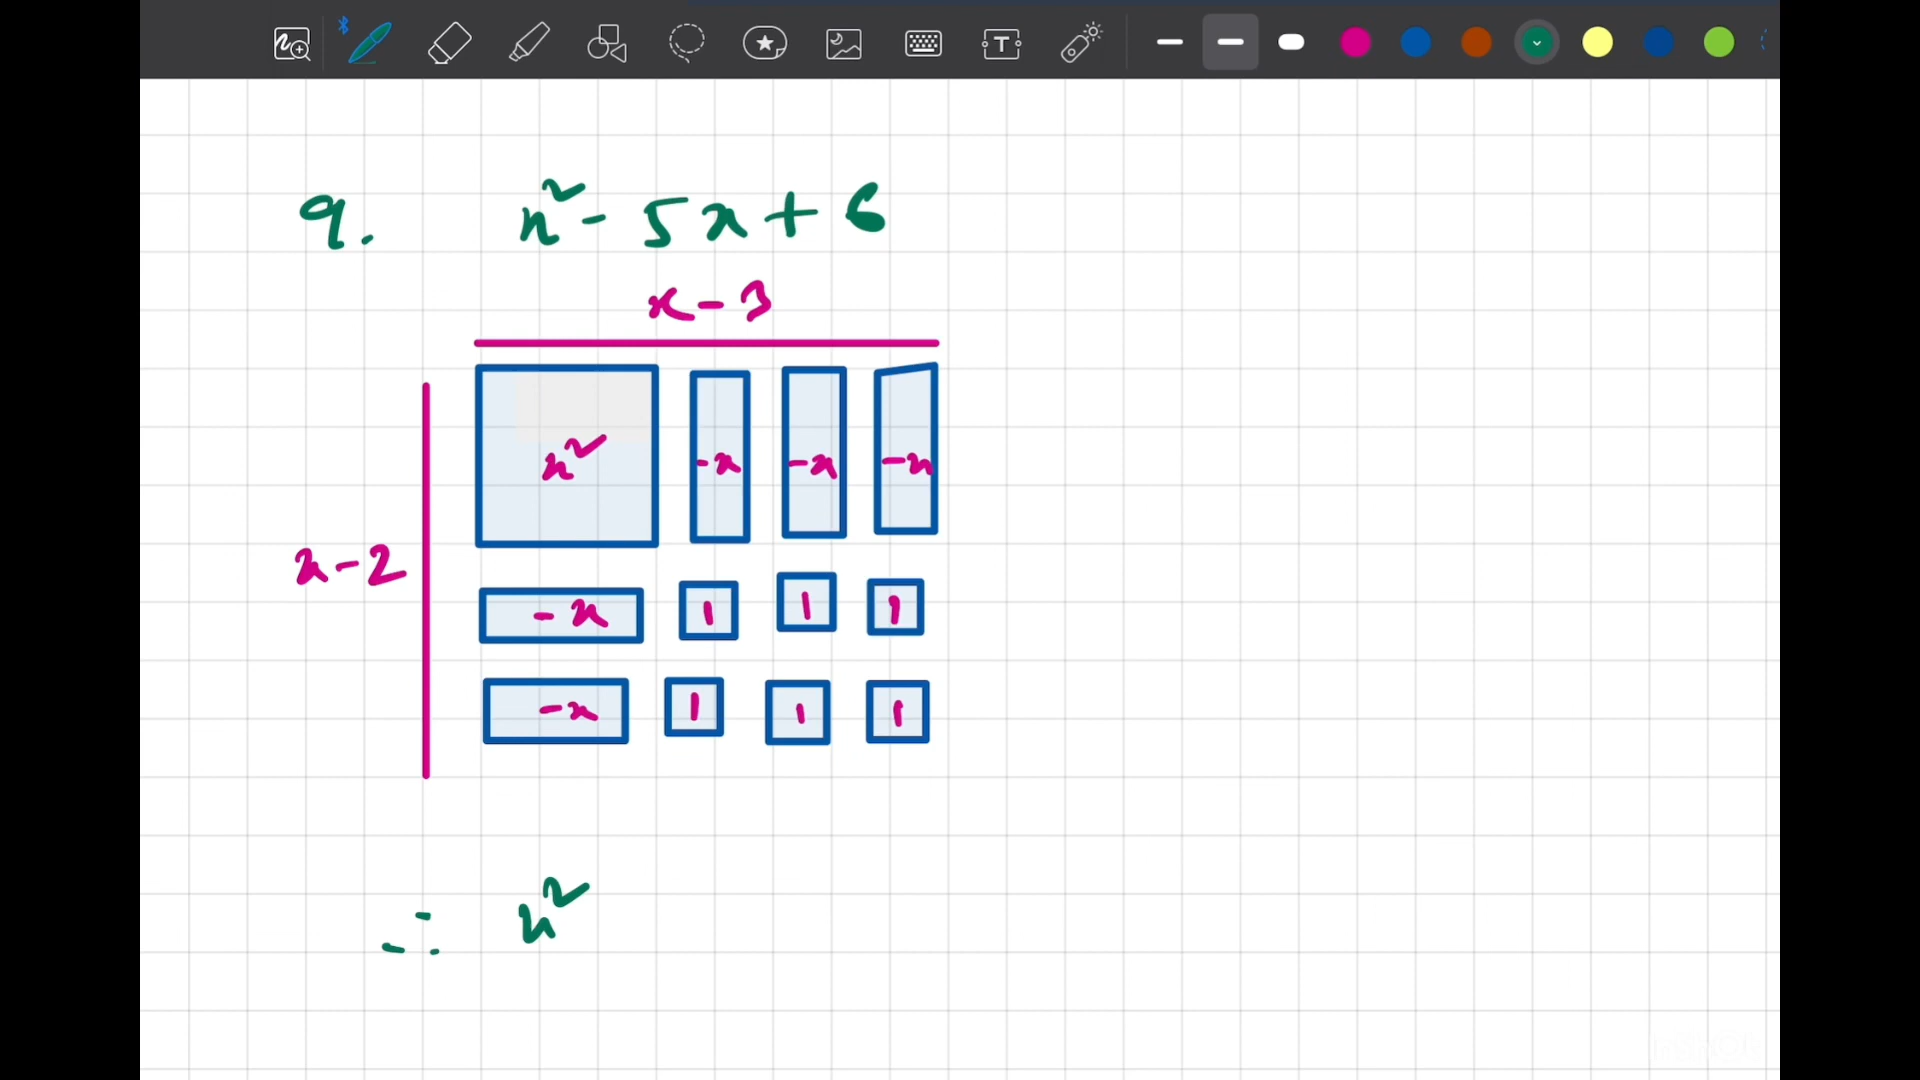 9. x² - 5x + 6
x - 3
x² -x -x -x
x - 2
-x 1 1 1
-x 1 1 1
∴ x²